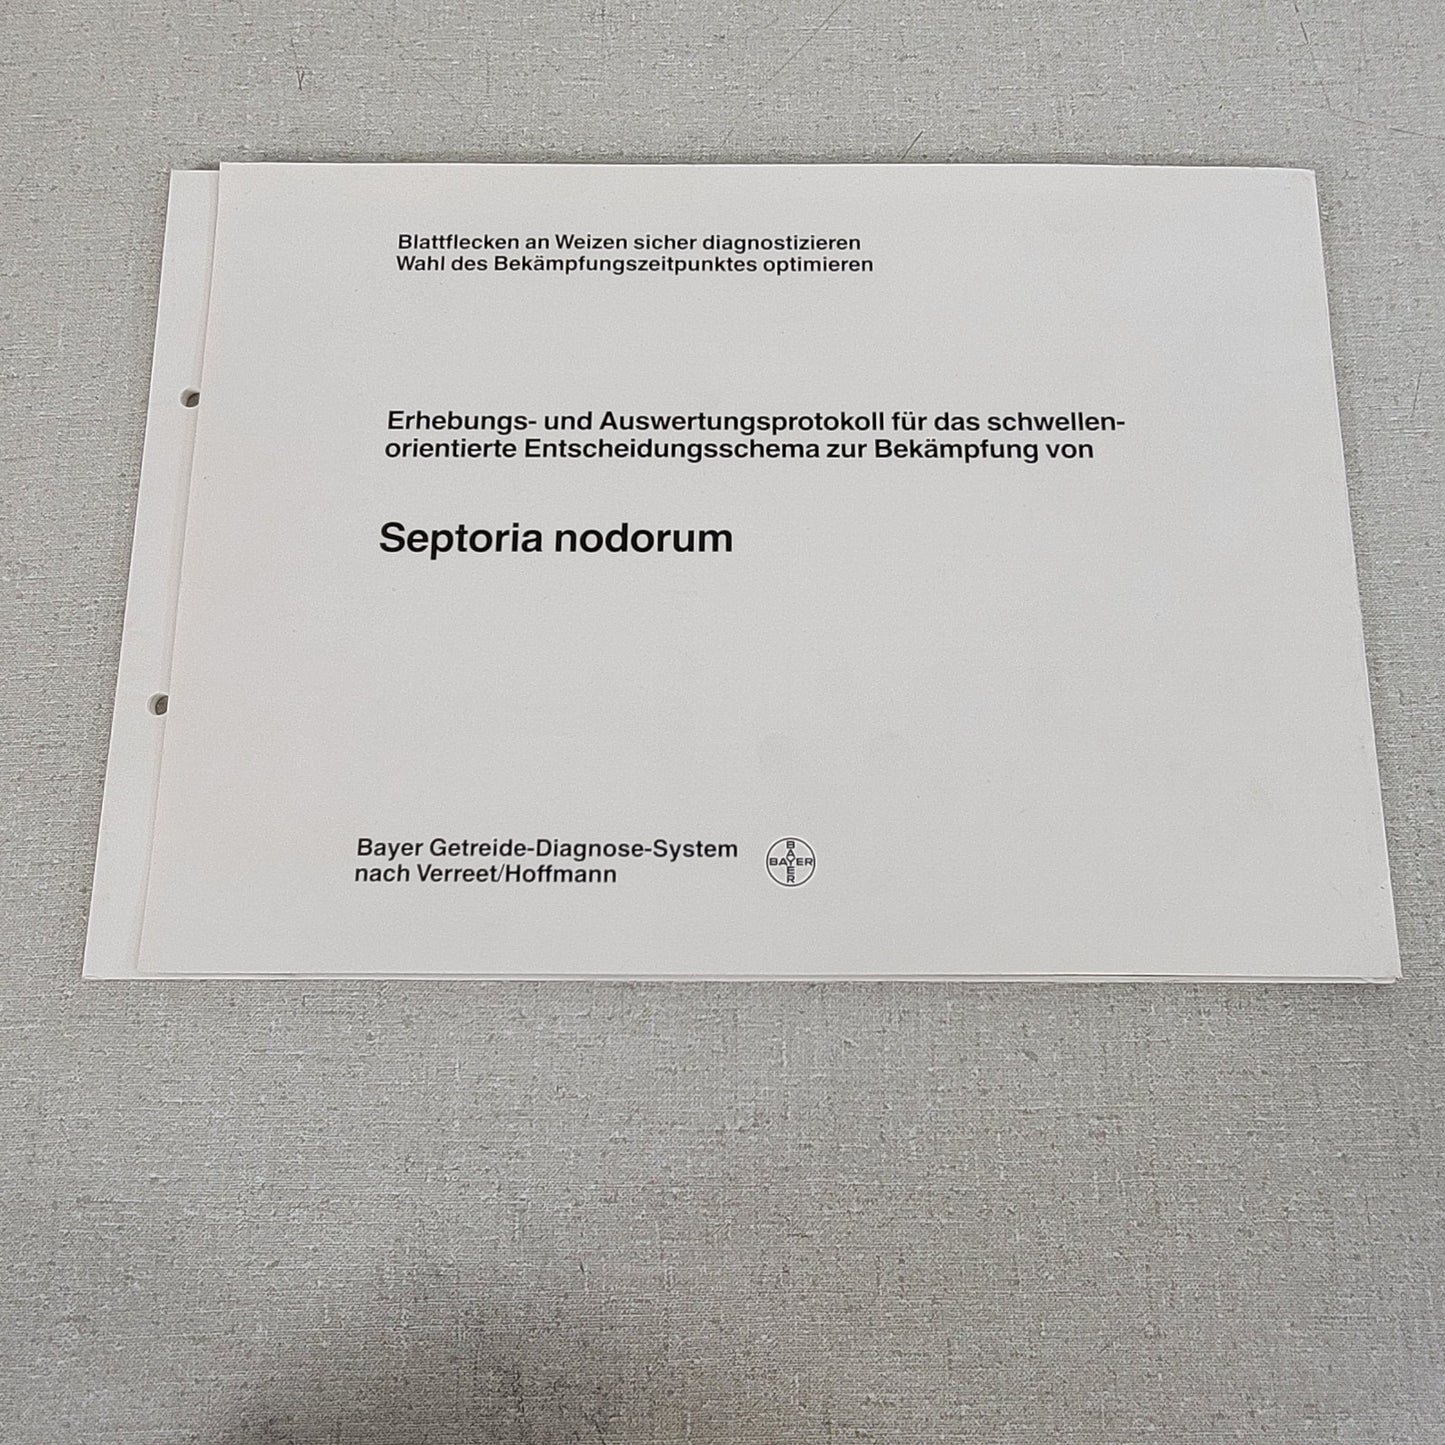 Blattflecken an Weizen sicher diagnostizieren
Wahl des Bekämpfungszeitpunktes optimieren
Erhebungs- und Auswertungsprotokoll für das schwellen-
orientierte Entscheidungsschema zur Bekämpfung von
Septoria nodorum
Bayer Getreide-Diagnose-System
nach Verreet/Hoffmann
BAYER
BAYER